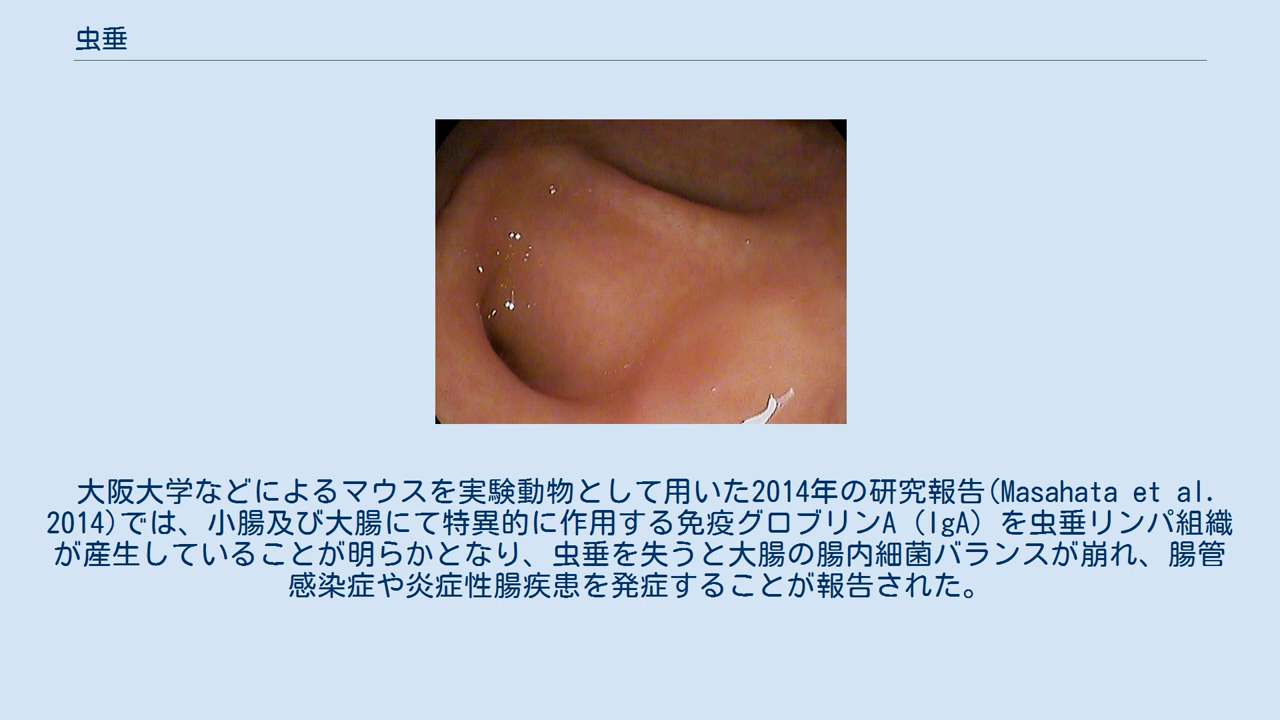 虫垂
大阪大学などによるマウスを実験動物として用いた2014年の研究報告(Masahata et al.
2014)では、小腸及び大腸にて特異的に作用する免疫グロブリンA（IgA）を虫垂リンパ組織
が産生していることが明らかとなり、虫垂を失うと大腸の腸内細菌バランスが崩れ、腸管
感染症や炎症性腸疾患を発症することが報告された。